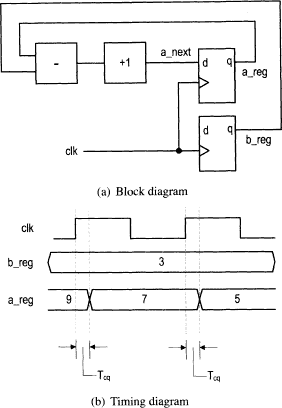 -
+1
a_next
d
q
a_reg
d
q
b_reg
clk
(a) Block diagram
clk
b_reg
3
a_reg
9
7
5
Tcq
Tcq
(b) Timing diagram